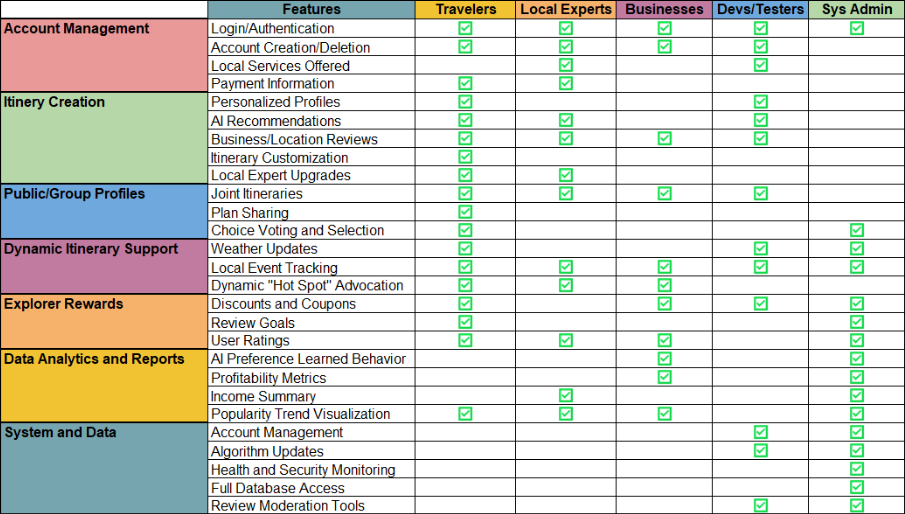 Features Travelers Local Experts Businesses Devs/Testers Sys Admin
Account Management Login/Authentication
Account Creation/Deletion
Local Services Offered
Payment Information
Itinery Creation Personalized Profiles
AI Recommendations
Business/Location Reviews
Itinerary Customization
Local Expert Upgrades
Public/Group Profiles Joint Itineraries
Plan Sharing
Choice Voting and Selection
Dynamic Itinerary Support Weather Updates
Local Event Tracking
Dynamic "Hot Spot" Advocation
Explorer Rewards Discounts and Coupons
Review Goals
User Ratings
Data Analytics and Reports AI Preference Learned Behavior
Profitability Metrics
Income Summary
Popularity Trend Visualization
System and Data Account Management
Algorithm Updates
Health and Security Monitoring
Full Database Access
Review Moderation Tools